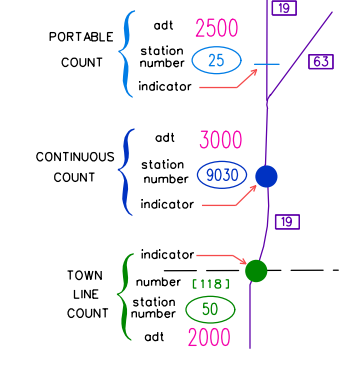 19
adt 2500
PORTABLE COUNT
station number 25
63
indicator
adt 3000
CONTINUOUS COUNT
station number 9030
indicator
19
indicator
TOWN LINE COUNT
number [118]
station number 50
adt 2000